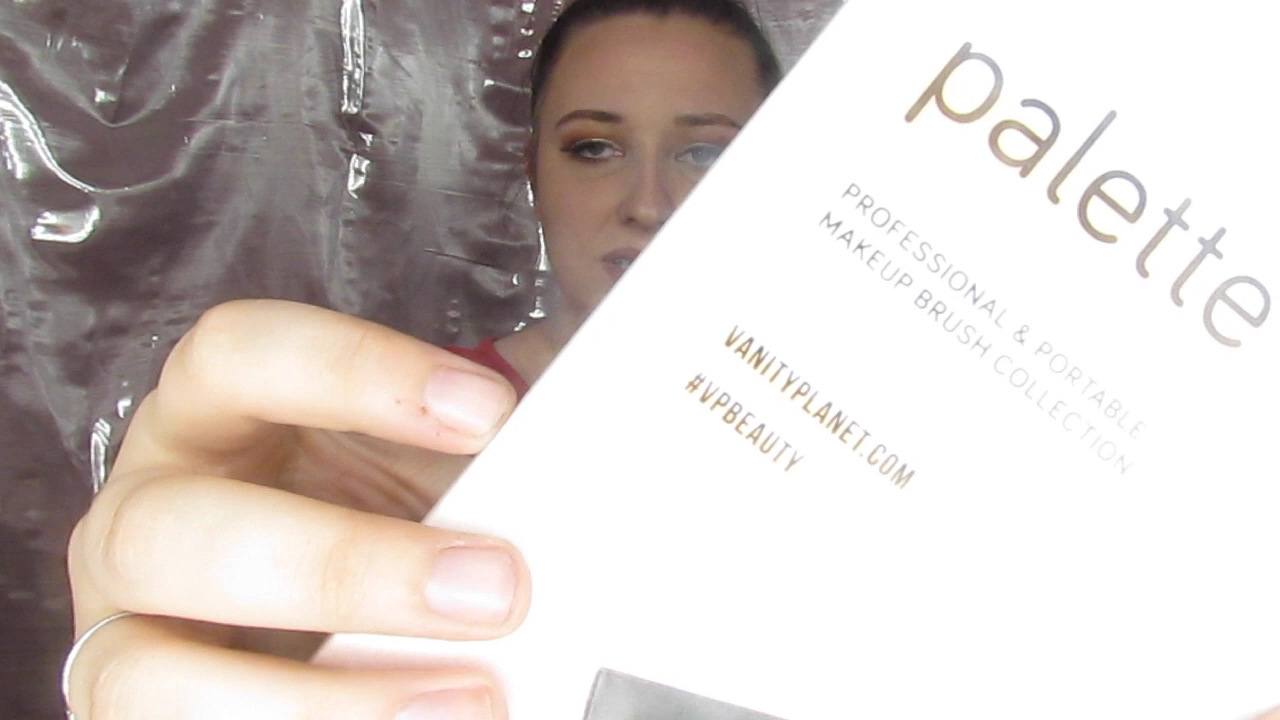 palette
PROFESSIONAL & PORTABLE
MAKEUP BRUSH COLLECTION
VANITYPLANET.COM
#VPBEAUTY